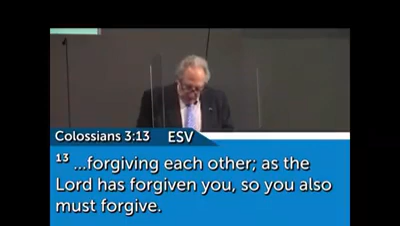 Colossians 3:13 ESV
13 ...forgiving each other; as the
Lord has forgiven you, so you also
must forgive.